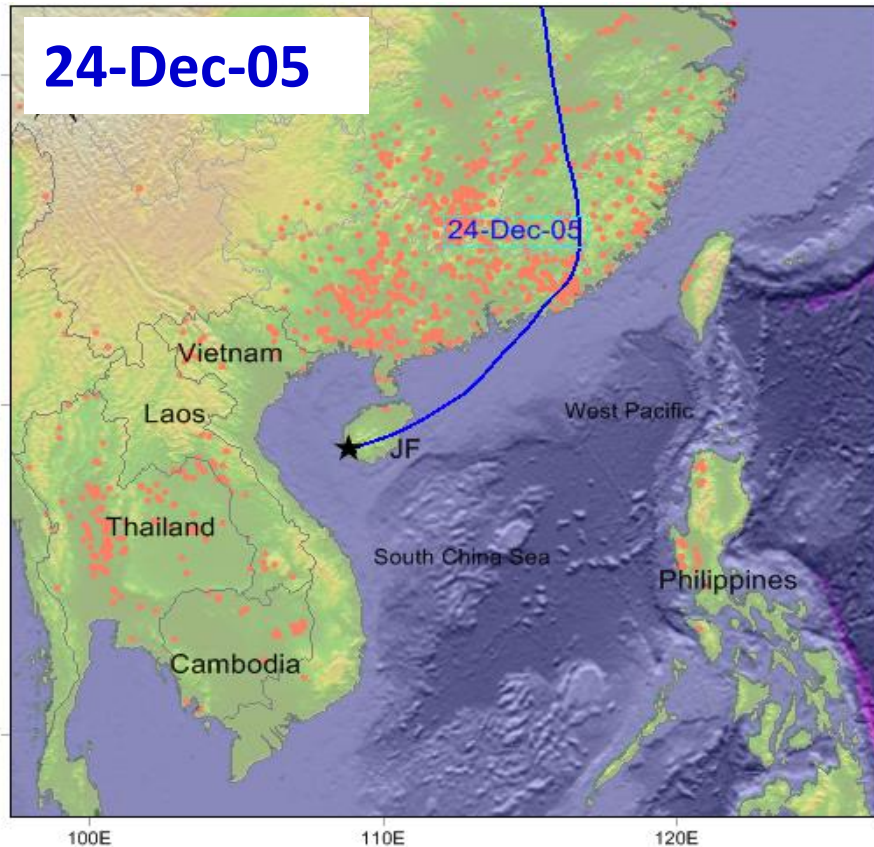 24-Dec-05
24-Dec-05
Vietnam
Laos
West Pacific
JF
Thailand
South China Sea
Philippines
Cambodia
100E 110E 120E